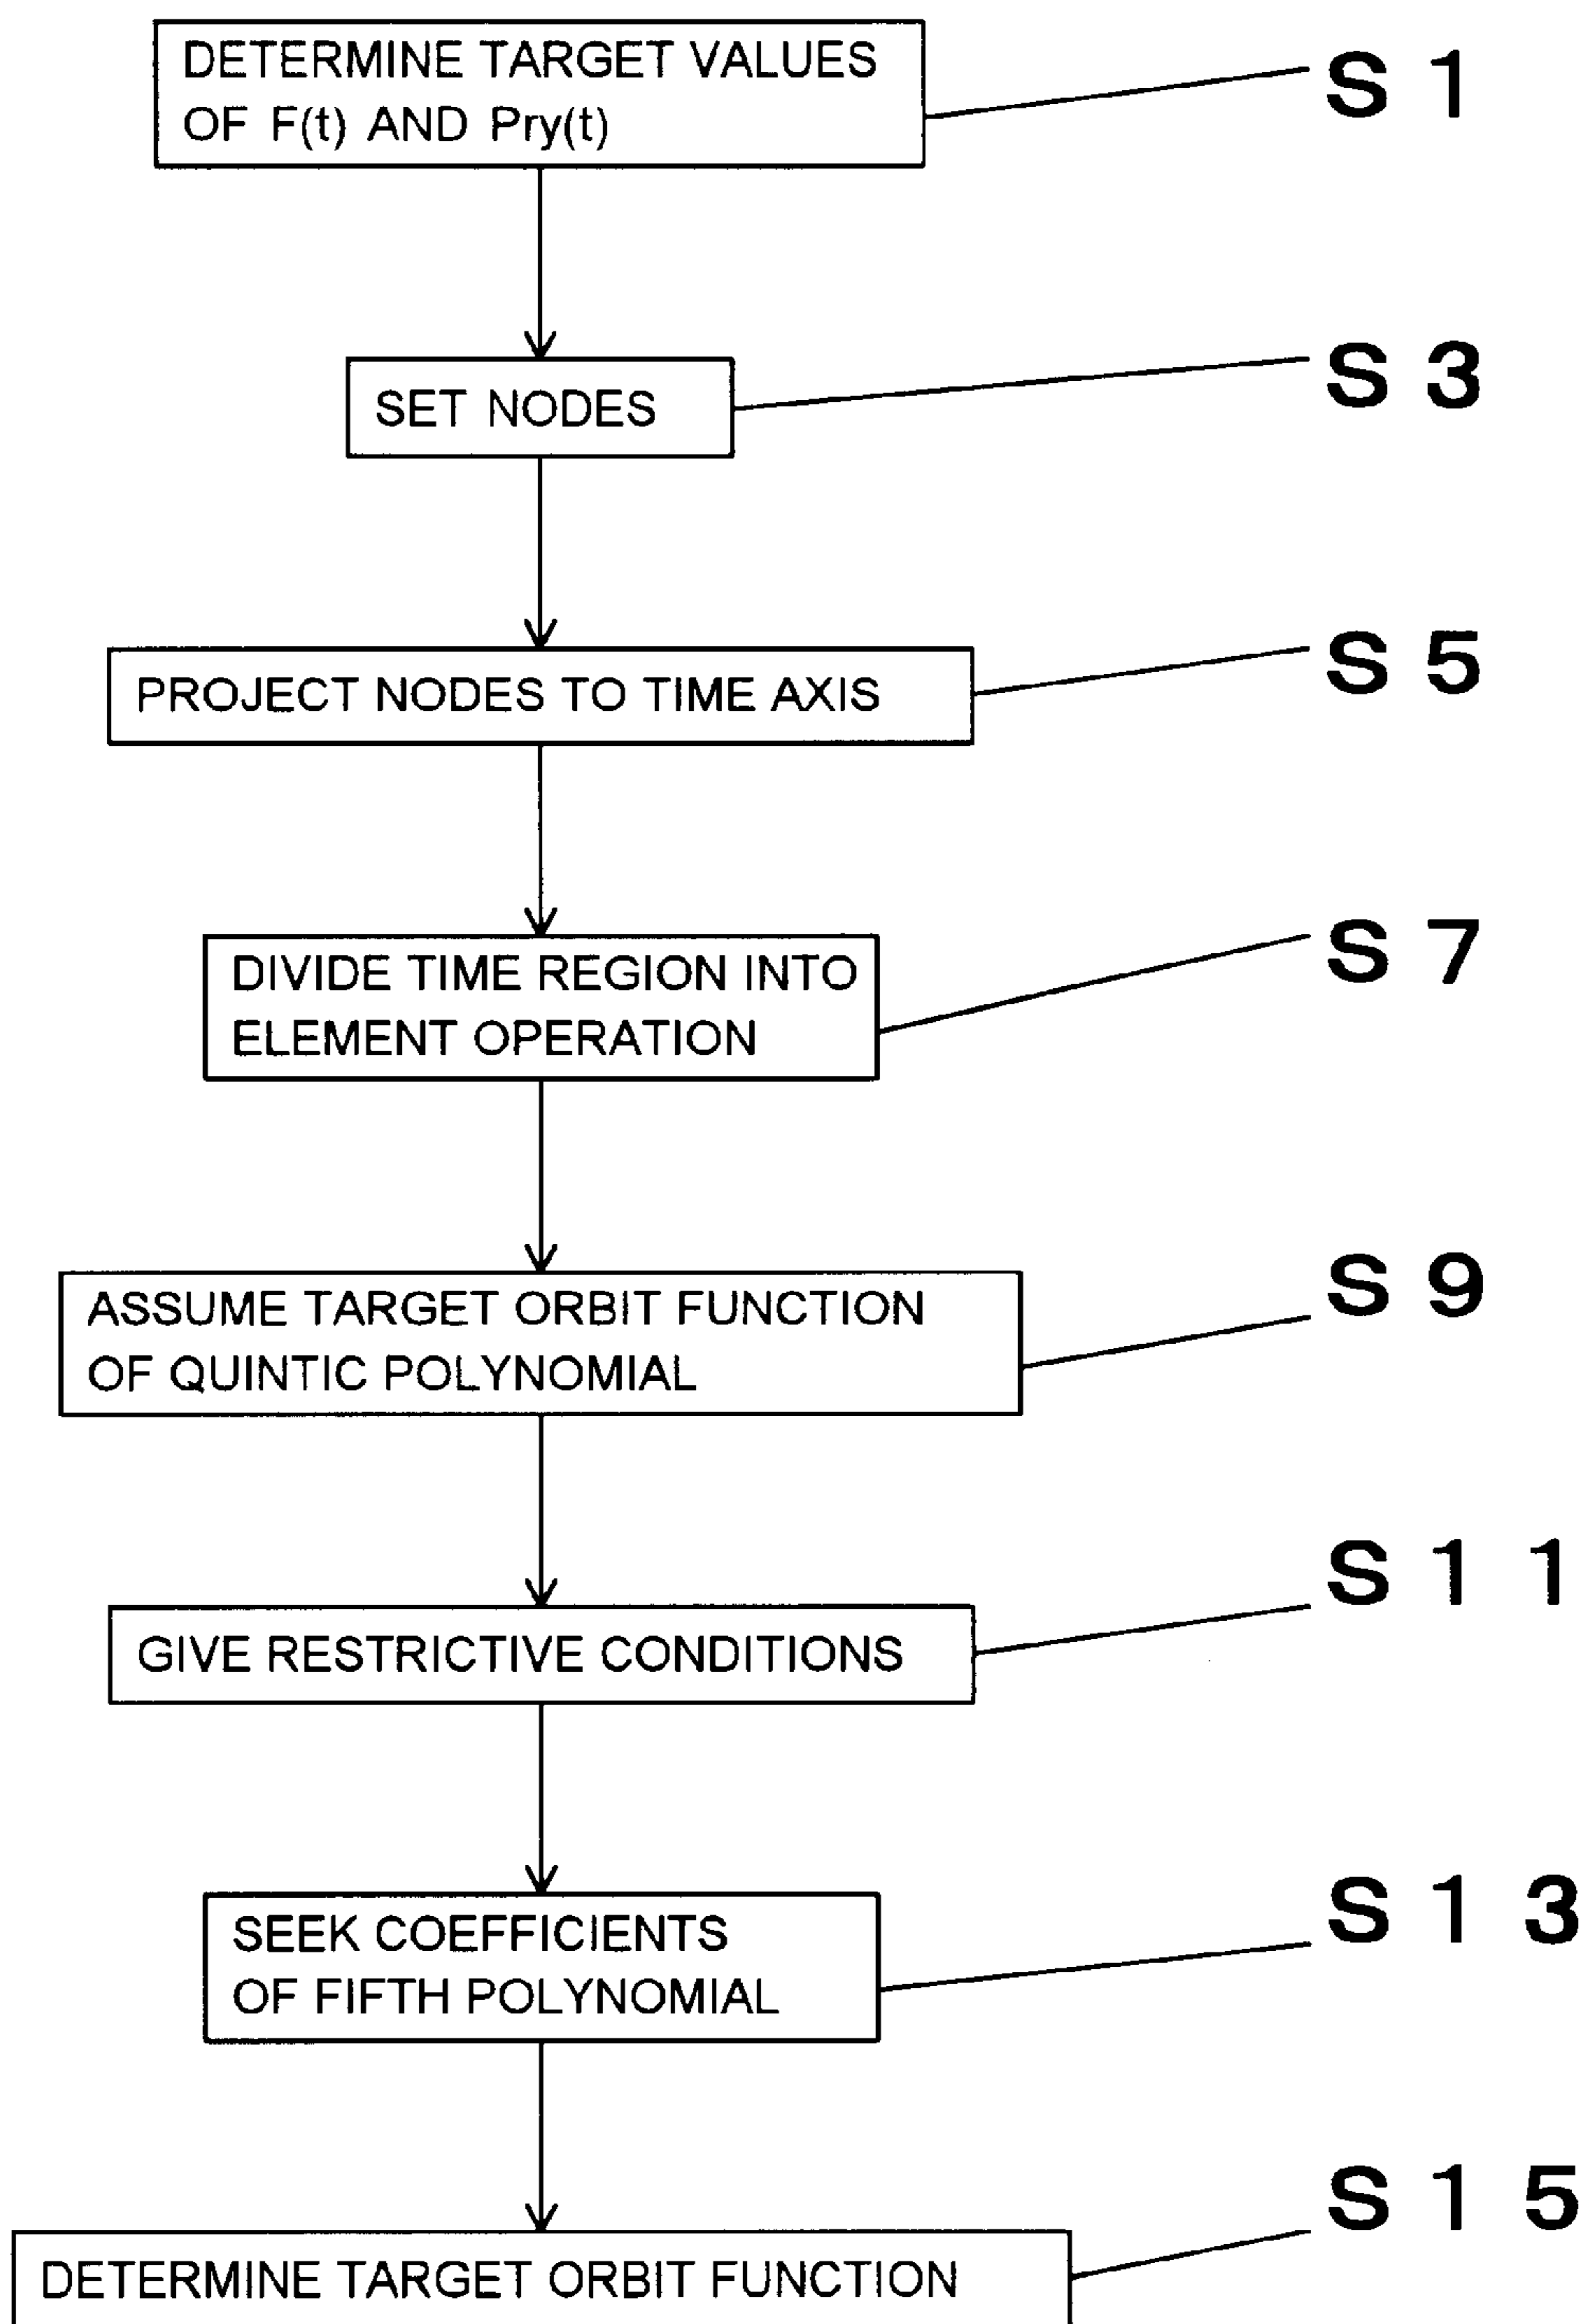 DETERMINE TARGET VALUES
OF F(t) AND Pry(t)
S 1
SET NODES
S 3
PROJECT NODES TO TIME AXIS
S 5
DIVIDE TIME REGION INTO
ELEMENT OPERATION
S 7
ASSUME TARGET ORBIT FUNCTION
OF QUINTIC POLYNOMIAL
S 9
GIVE RESTRICTIVE CONDITIONS
S 1 1
SEEK COEFFICIENTS
OF FIFTH POLYNOMIAL
S 1 3
DETERMINE TARGET ORBIT FUNCTION
S 1 5